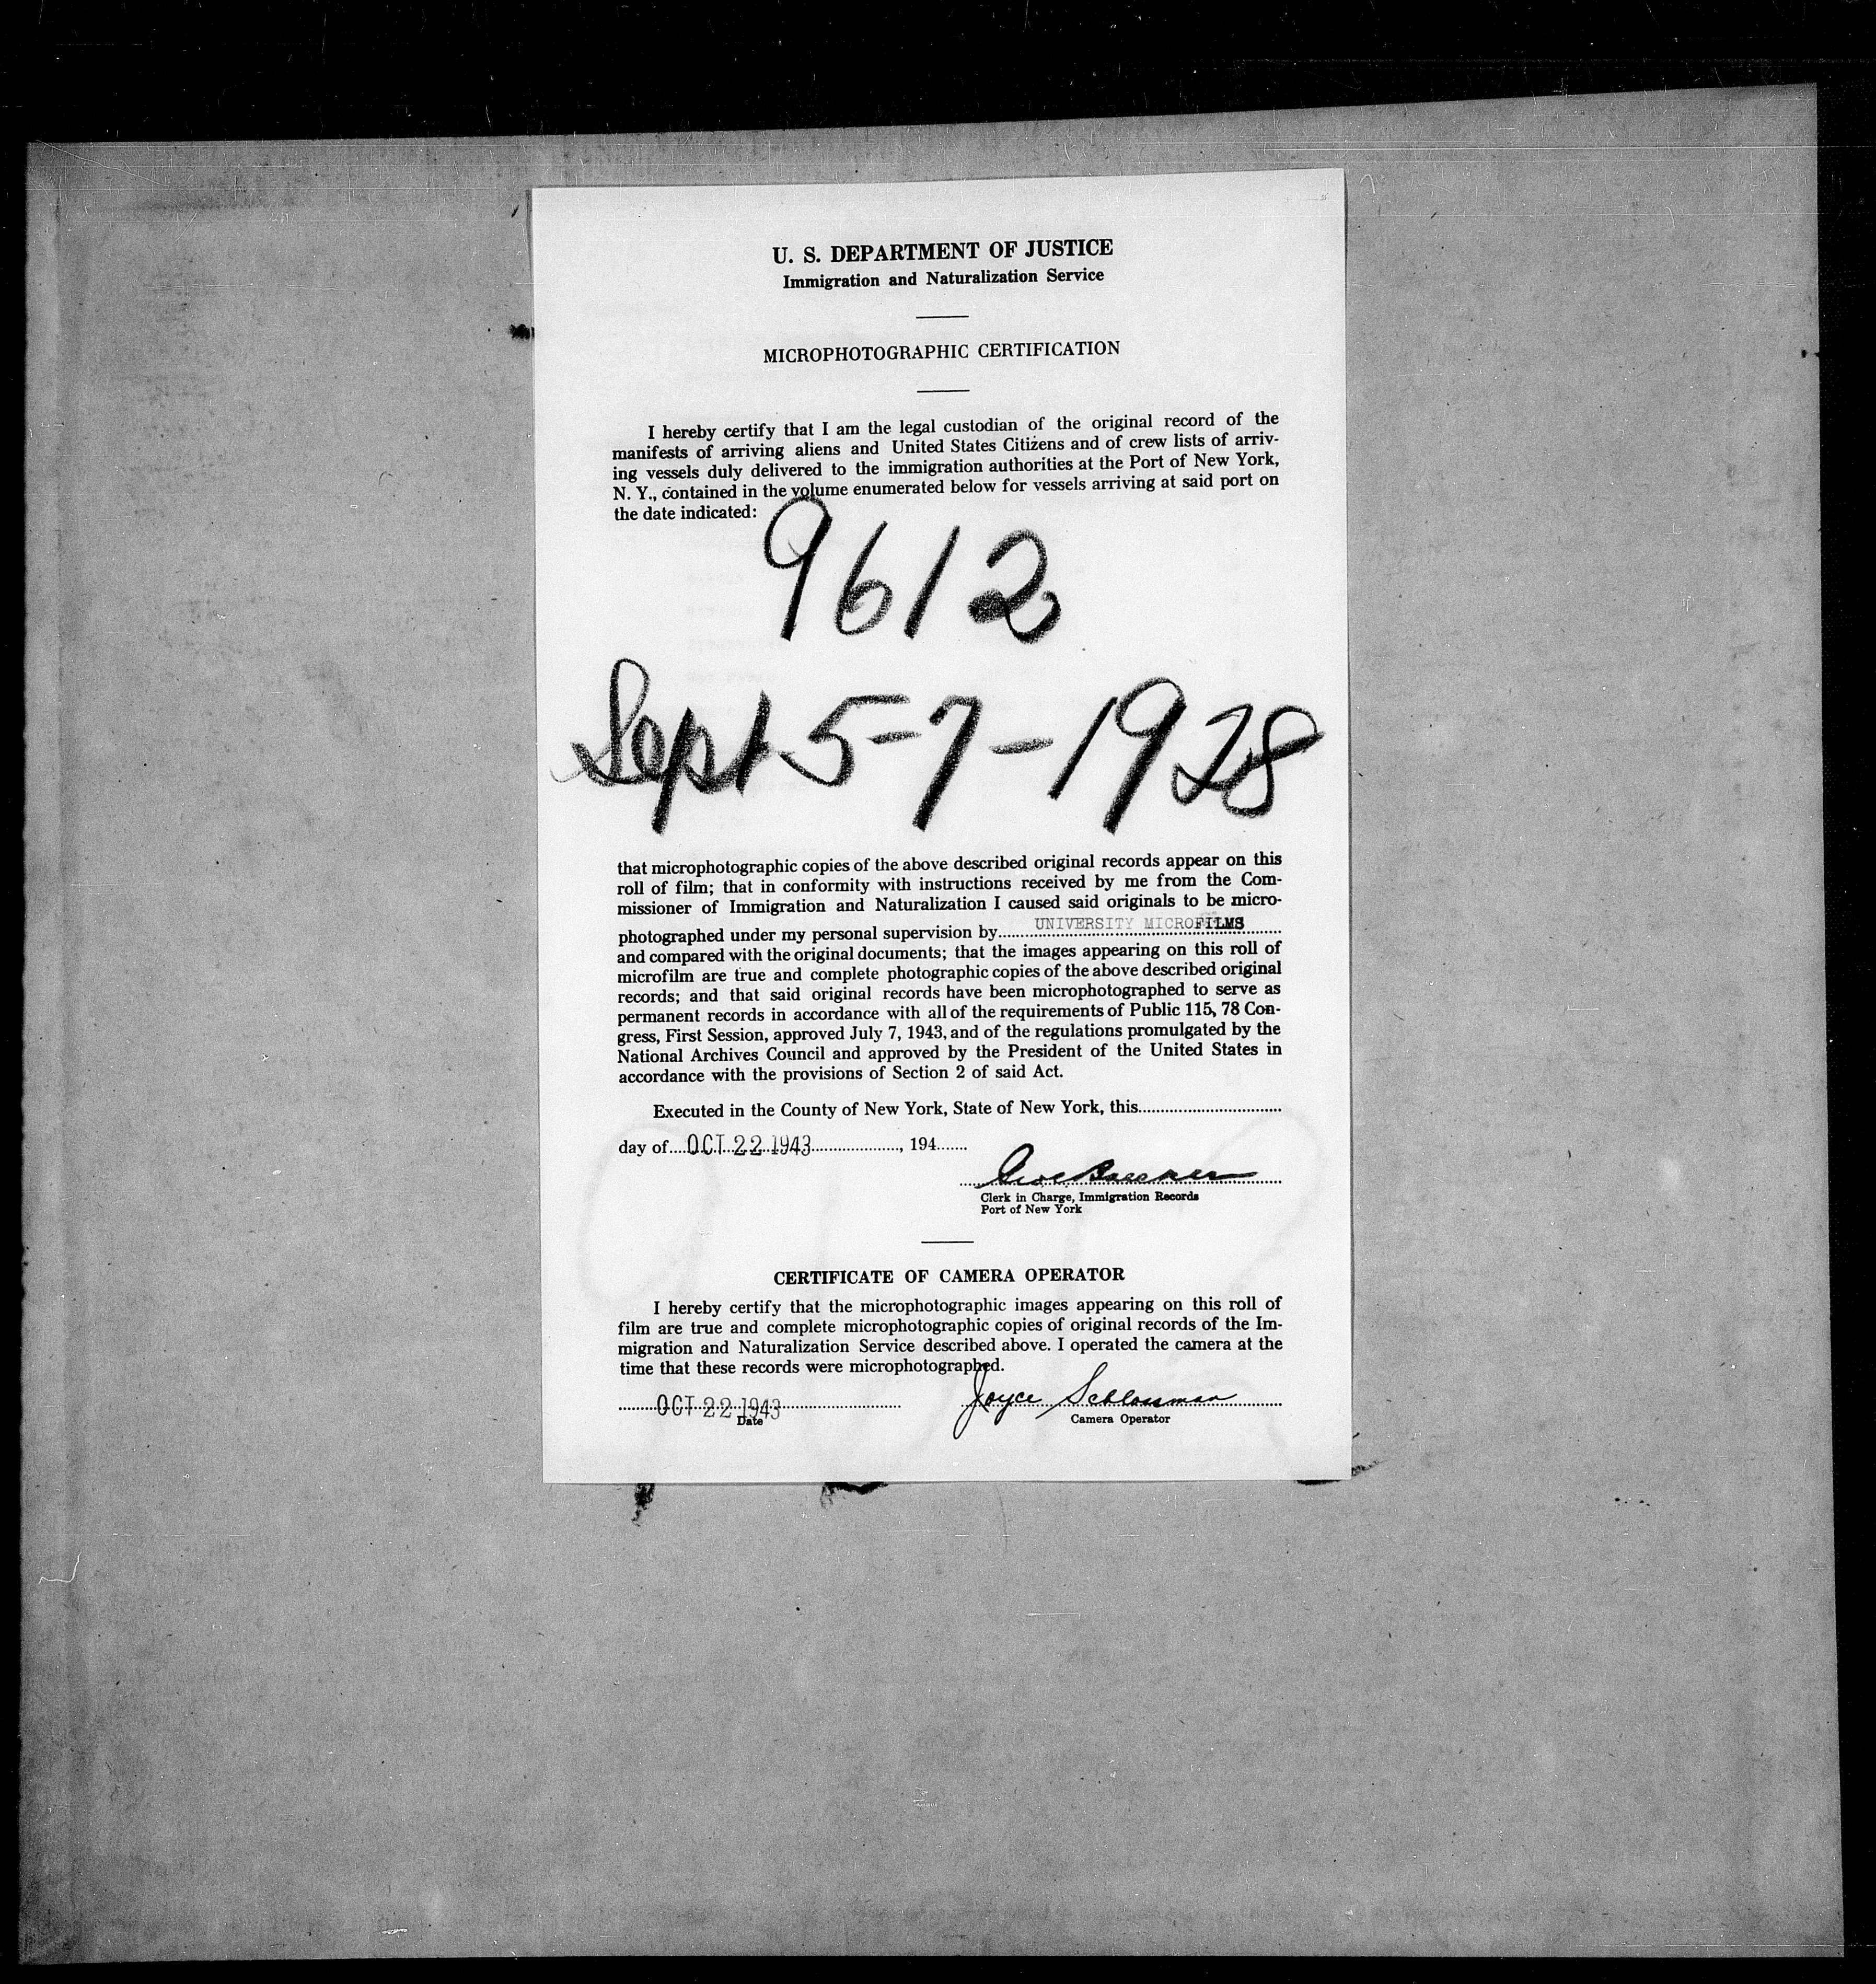 U. S. DEPARTMENT OF JUSTICE
Immigration and Naturalization Service
MICROPHOTOGRAPHIC CERTIFICATION
I hereby certify that I am the legal custodian of the original record of the
manifests of arriving aliens and United States Citizens and of crew lists of arriv-
ing vessels duly delivered to the immigration authorities at the Port of New York,
N. Y., contained in the volume enumerated below for vessels arriving at said port on
the date indicated:
9612
Sept 5-7-1928
that microphotographic copies of the above described original records appear on this
roll of film; that in conformity with instructions received by me from the Com-
missioner of Immigration and Naturalization I caused said originals to be micro-
photographed under my personal supervision by UNIVERSITY MICROFILMS
and compared with the original documents; that the images appearing on this roll of
microfilm are true and complete photographic copies of the above described original
records; and that said original records have been microphotographed to serve as
permanent records in accordance with all of the requirements of Public 115, 78 Con-
gress, First Session, approved July 7, 1943, and of the regulations promulgated by the
National Archives Council and approved by the President of the United States in
accordance with the provisions of Section 2 of said Act.
Executed in the County of New York, State of New York, this
day of OCT 22 1943, 194
Clerk in Charge, Immigration Records
Port of New York
CERTIFICATE OF CAMERA OPERATOR
I hereby certify that the microphotographic images appearing on this roll of
film are true and complete microphotographic copies of original records of the Im-
migration and Naturalization Service described above. I operated the camera at the
time that these records were microphotographed.
OCT 22 1943 Joyce Schlossman
Date Camera Operator